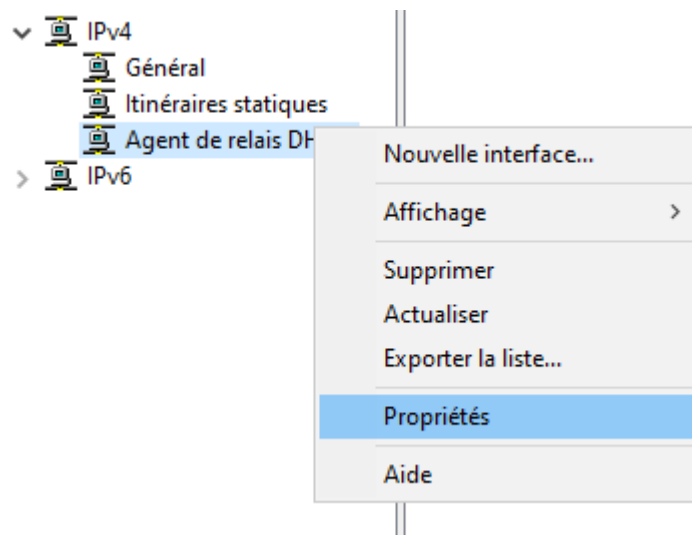 IPv4
Général
Itinéraires statiques
Agent de relais DH
IPv6
Nouvelle interface...
Affichage
Supprimer
Actualiser
Exporter la liste...
Propriétés
Aide